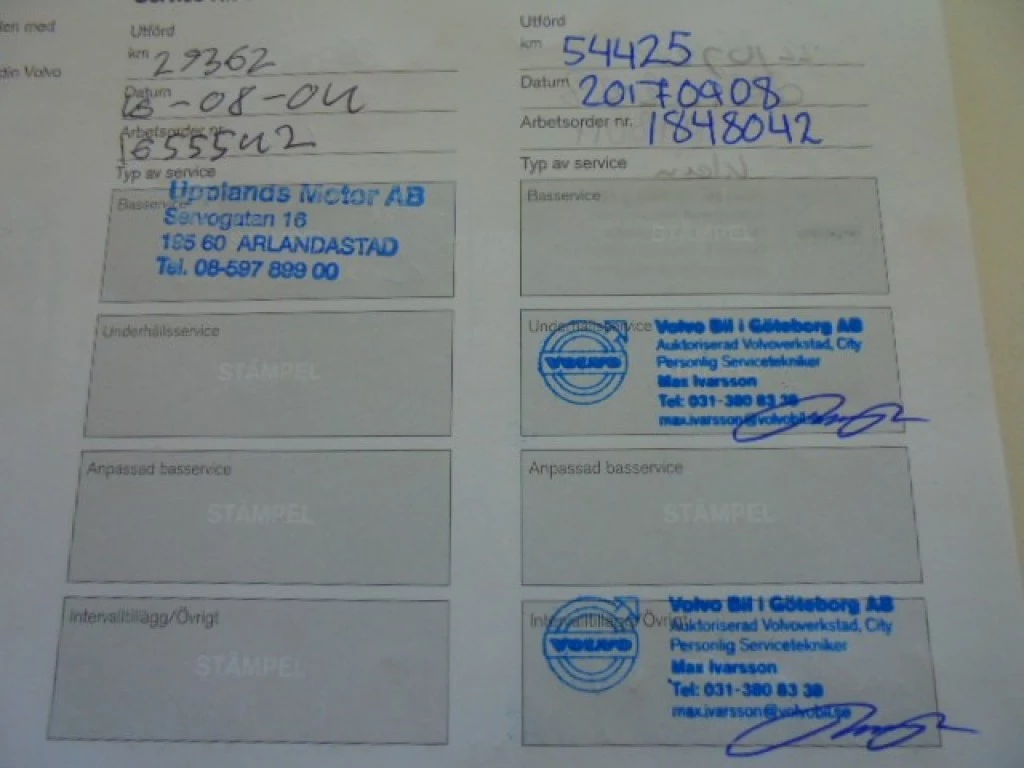 len med
din Volvo
Utförd
km 29362
Datum 16-08-04
Arbetsorder nr. 1655542
Typ av service
Basservice
Upplands Motor AB
Servogatan 16
195 60 ARLANDASTAD
Tel. 08-597 899 00
Underhållsservice
STÄMPEL
Anpassad basservice
STÄMPEL
Intervalltillägg/Övrigt
STÄMPEL
Utförd
km 54425
Datum 20170908
Arbetsorder nr. 1848042
Typ av service
Basservice
STÄMPEL
Underhållsservice
VOLVO
Volvo Bil i Göteborg AB
Auktoriserad Volvoverkstad, City
Personlig Servicetekniker
Max Ivarsson
Tel: 031-380 83 38
max.ivarsson@volvobil.se
Anpassad basservice
STÄMPEL
Intervalltillägg/Övrigt
VOLVO
Volvo Bil i Göteborg AB
Auktoriserad Volvoverkstad, City
Personlig Servicetekniker
Max Ivarsson
Tel: 031-380 83 38
max.ivarsson@volvobil.se